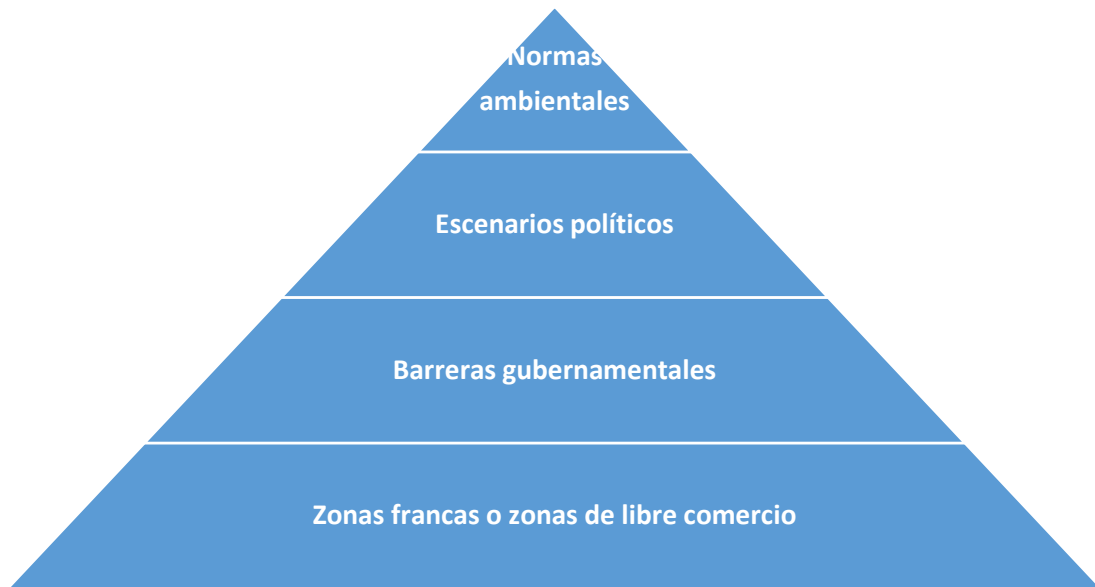 Normas
ambientales
Escenarios políticos
Barreras gubernamentales
Zonas francas o zonas de libre comercio